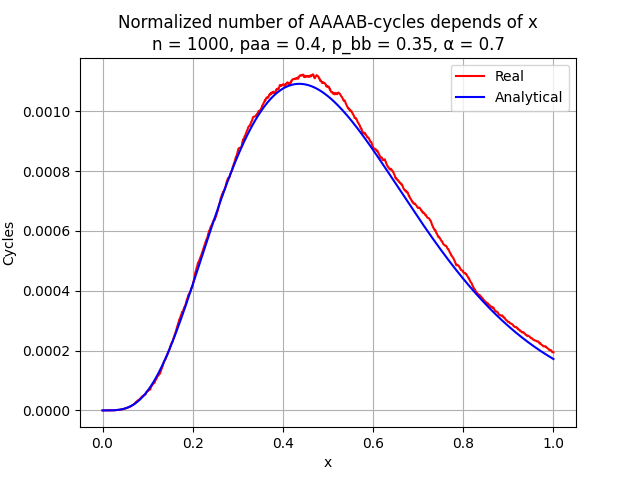 Normalized number of AAAAB-cycles depends of x
n = 1000, paa = 0.4, p_bb = 0.35, α = 0.7
Real
Analytical
0.0010
0.0008
0.0006
0.0004
0.0002
0.0000
Cycles
0.0
0.2
0.4
0.6
0.8
1.0
x